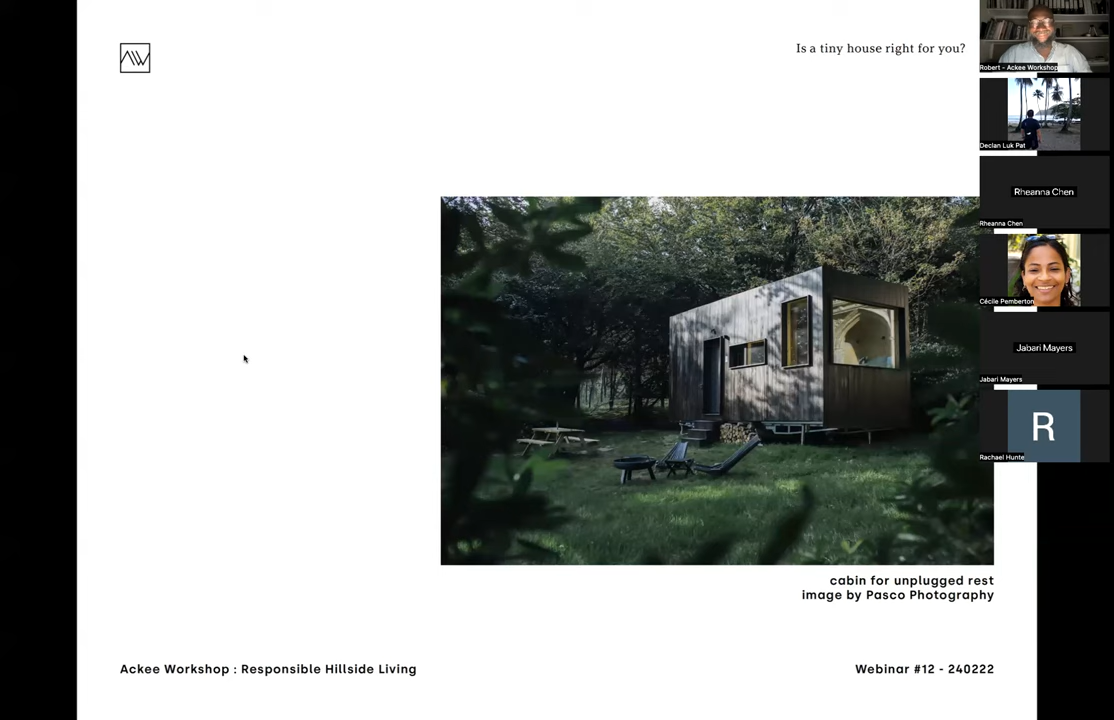 Is a tiny house right for you?
cabin for unplugged rest
image by Pasco Photography
Ackee Workshop : Responsible Hillside Living
Webinar #12 - 240222
Robert - Ackee Workshop
Declan Luk Pat
Rheanna Chen
Rheanna Chen
Cécile Pemberton
Jabari Mayers
Jabari Mayers
R
Rachael Hunte